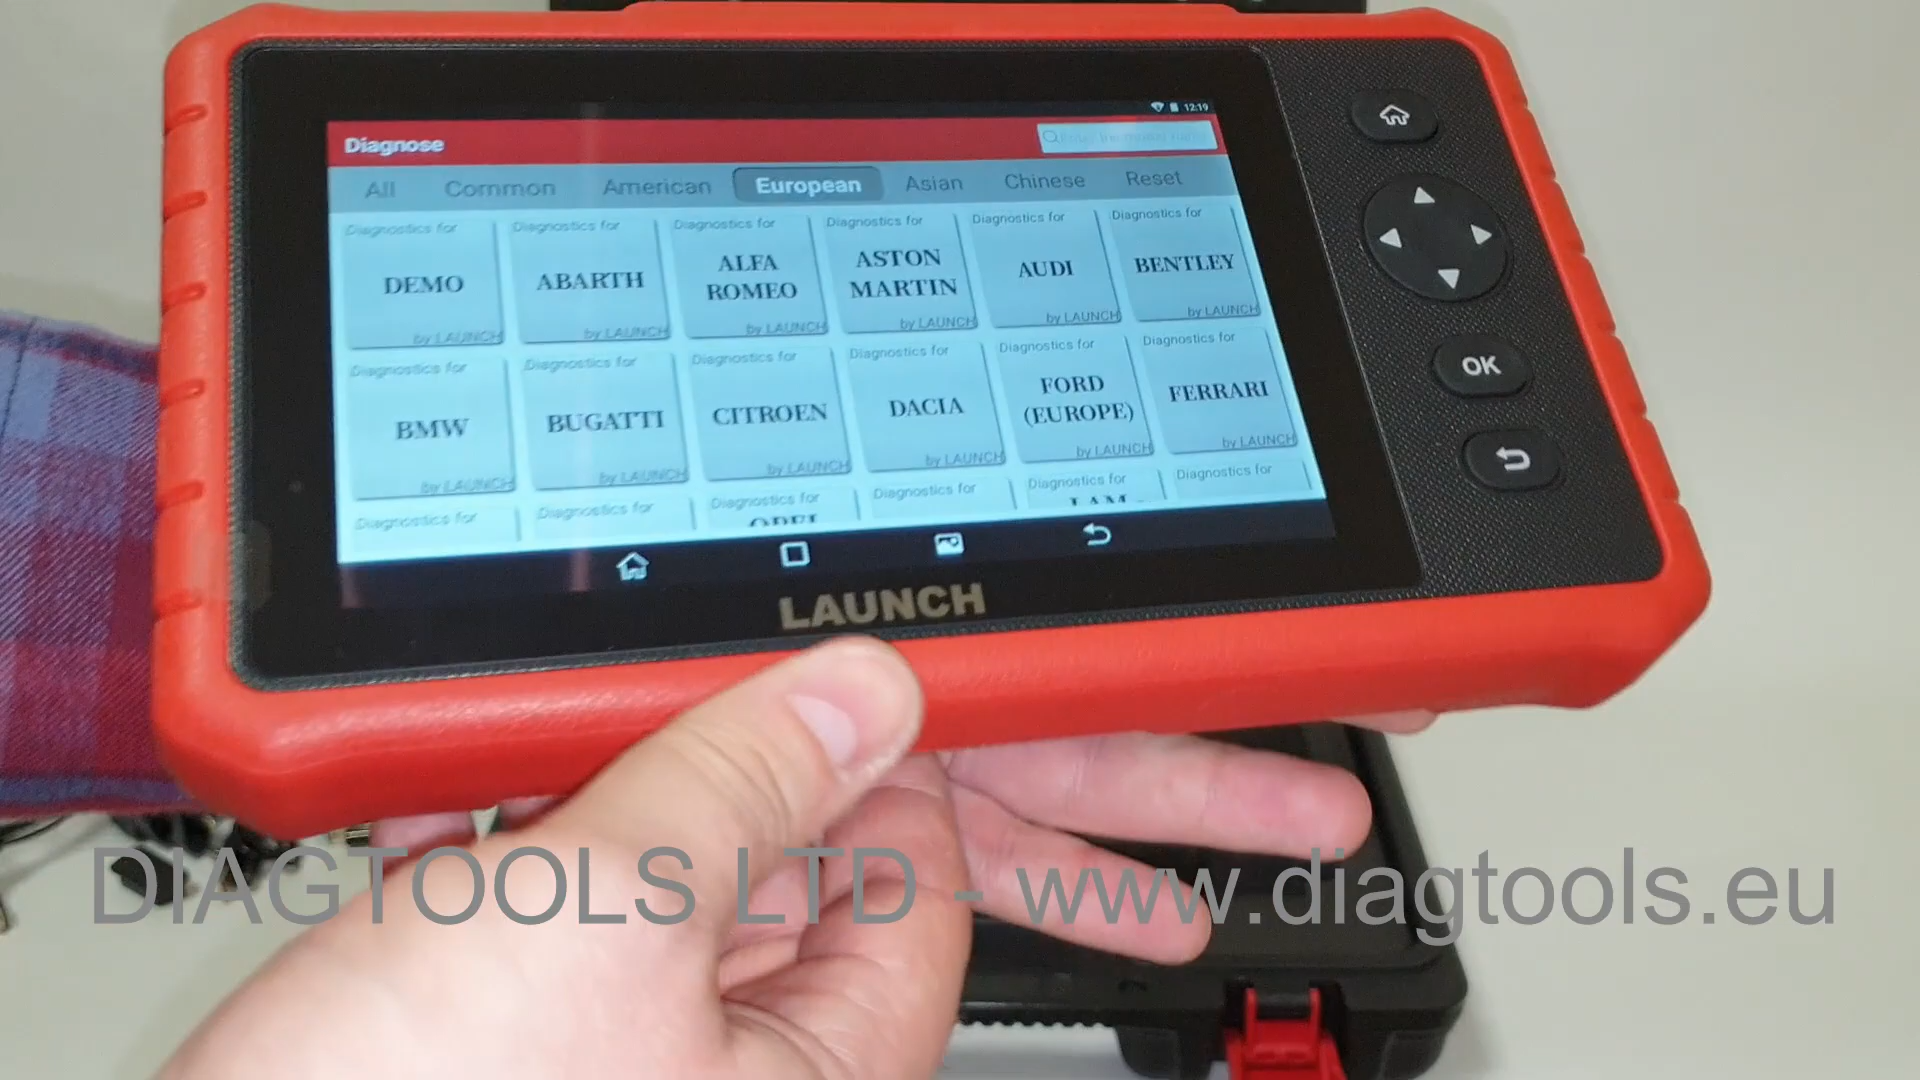 12:19
Diagnose
All Common American European Asian Chinese Reset
Diagnostics for Diagnostics for Diagnostics for Diagnostics for Diagnostics for Diagnostics for
DEMO ABARTH ALFA ROMEO ASTON MARTIN AUDI BENTLEY
by LAUNCH by LAUNCH by LAUNCH by LAUNCH by LAUNCH by LAUNCH
Diagnostics for Diagnostics for Diagnostics for Diagnostics for Diagnostics for Diagnostics for
BMW BUGATTI CITROEN DACIA FORD (EUROPE) FERRARI
by LAUNCH by LAUNCH by LAUNCH by LAUNCH by LAUNCH by LAUNCH
Diagnostics for Diagnostics for Diagnostics for Diagnostics for Diagnostics for Diagnostics for
OPEL
LAUNCH
OK
DIAGTOOLS LTD - www.diagtools.eu